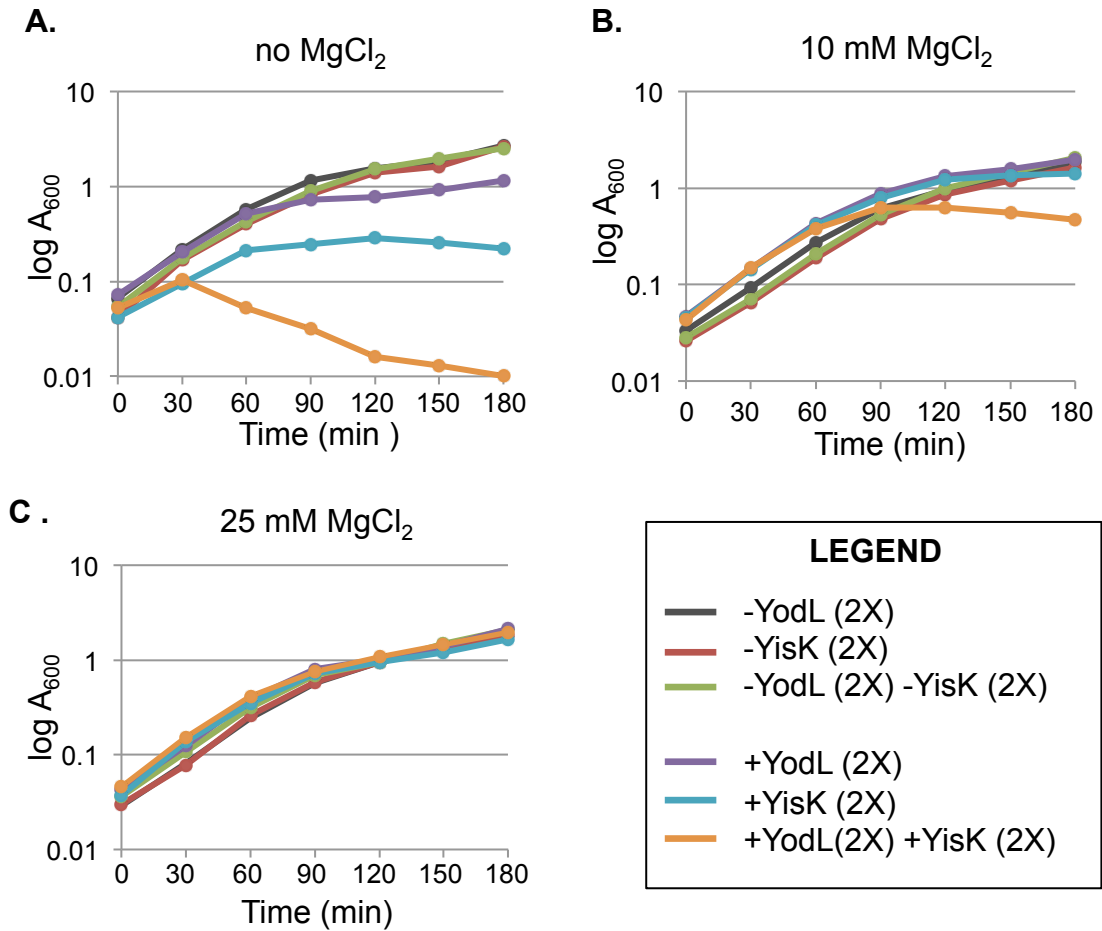 A.
no MgCl₂
10
1
0.1
0.01
log A₆₀₀
0 30 60 90 120 150 180
Time (min )
B.
10 mM MgCl₂
10
1
0.1
0.01
log A₆₀₀
0 30 60 90 120 150 180
Time (min)
C .
25 mM MgCl₂
10
1
0.1
0.01
log A₆₀₀
0 30 60 90 120 150 180
Time (min)
LEGEND
-YodL (2X)
-YisK (2X)
-YodL (2X) -YisK (2X)
+YodL (2X)
+YisK (2X)
+YodL(2X) +YisK (2X)